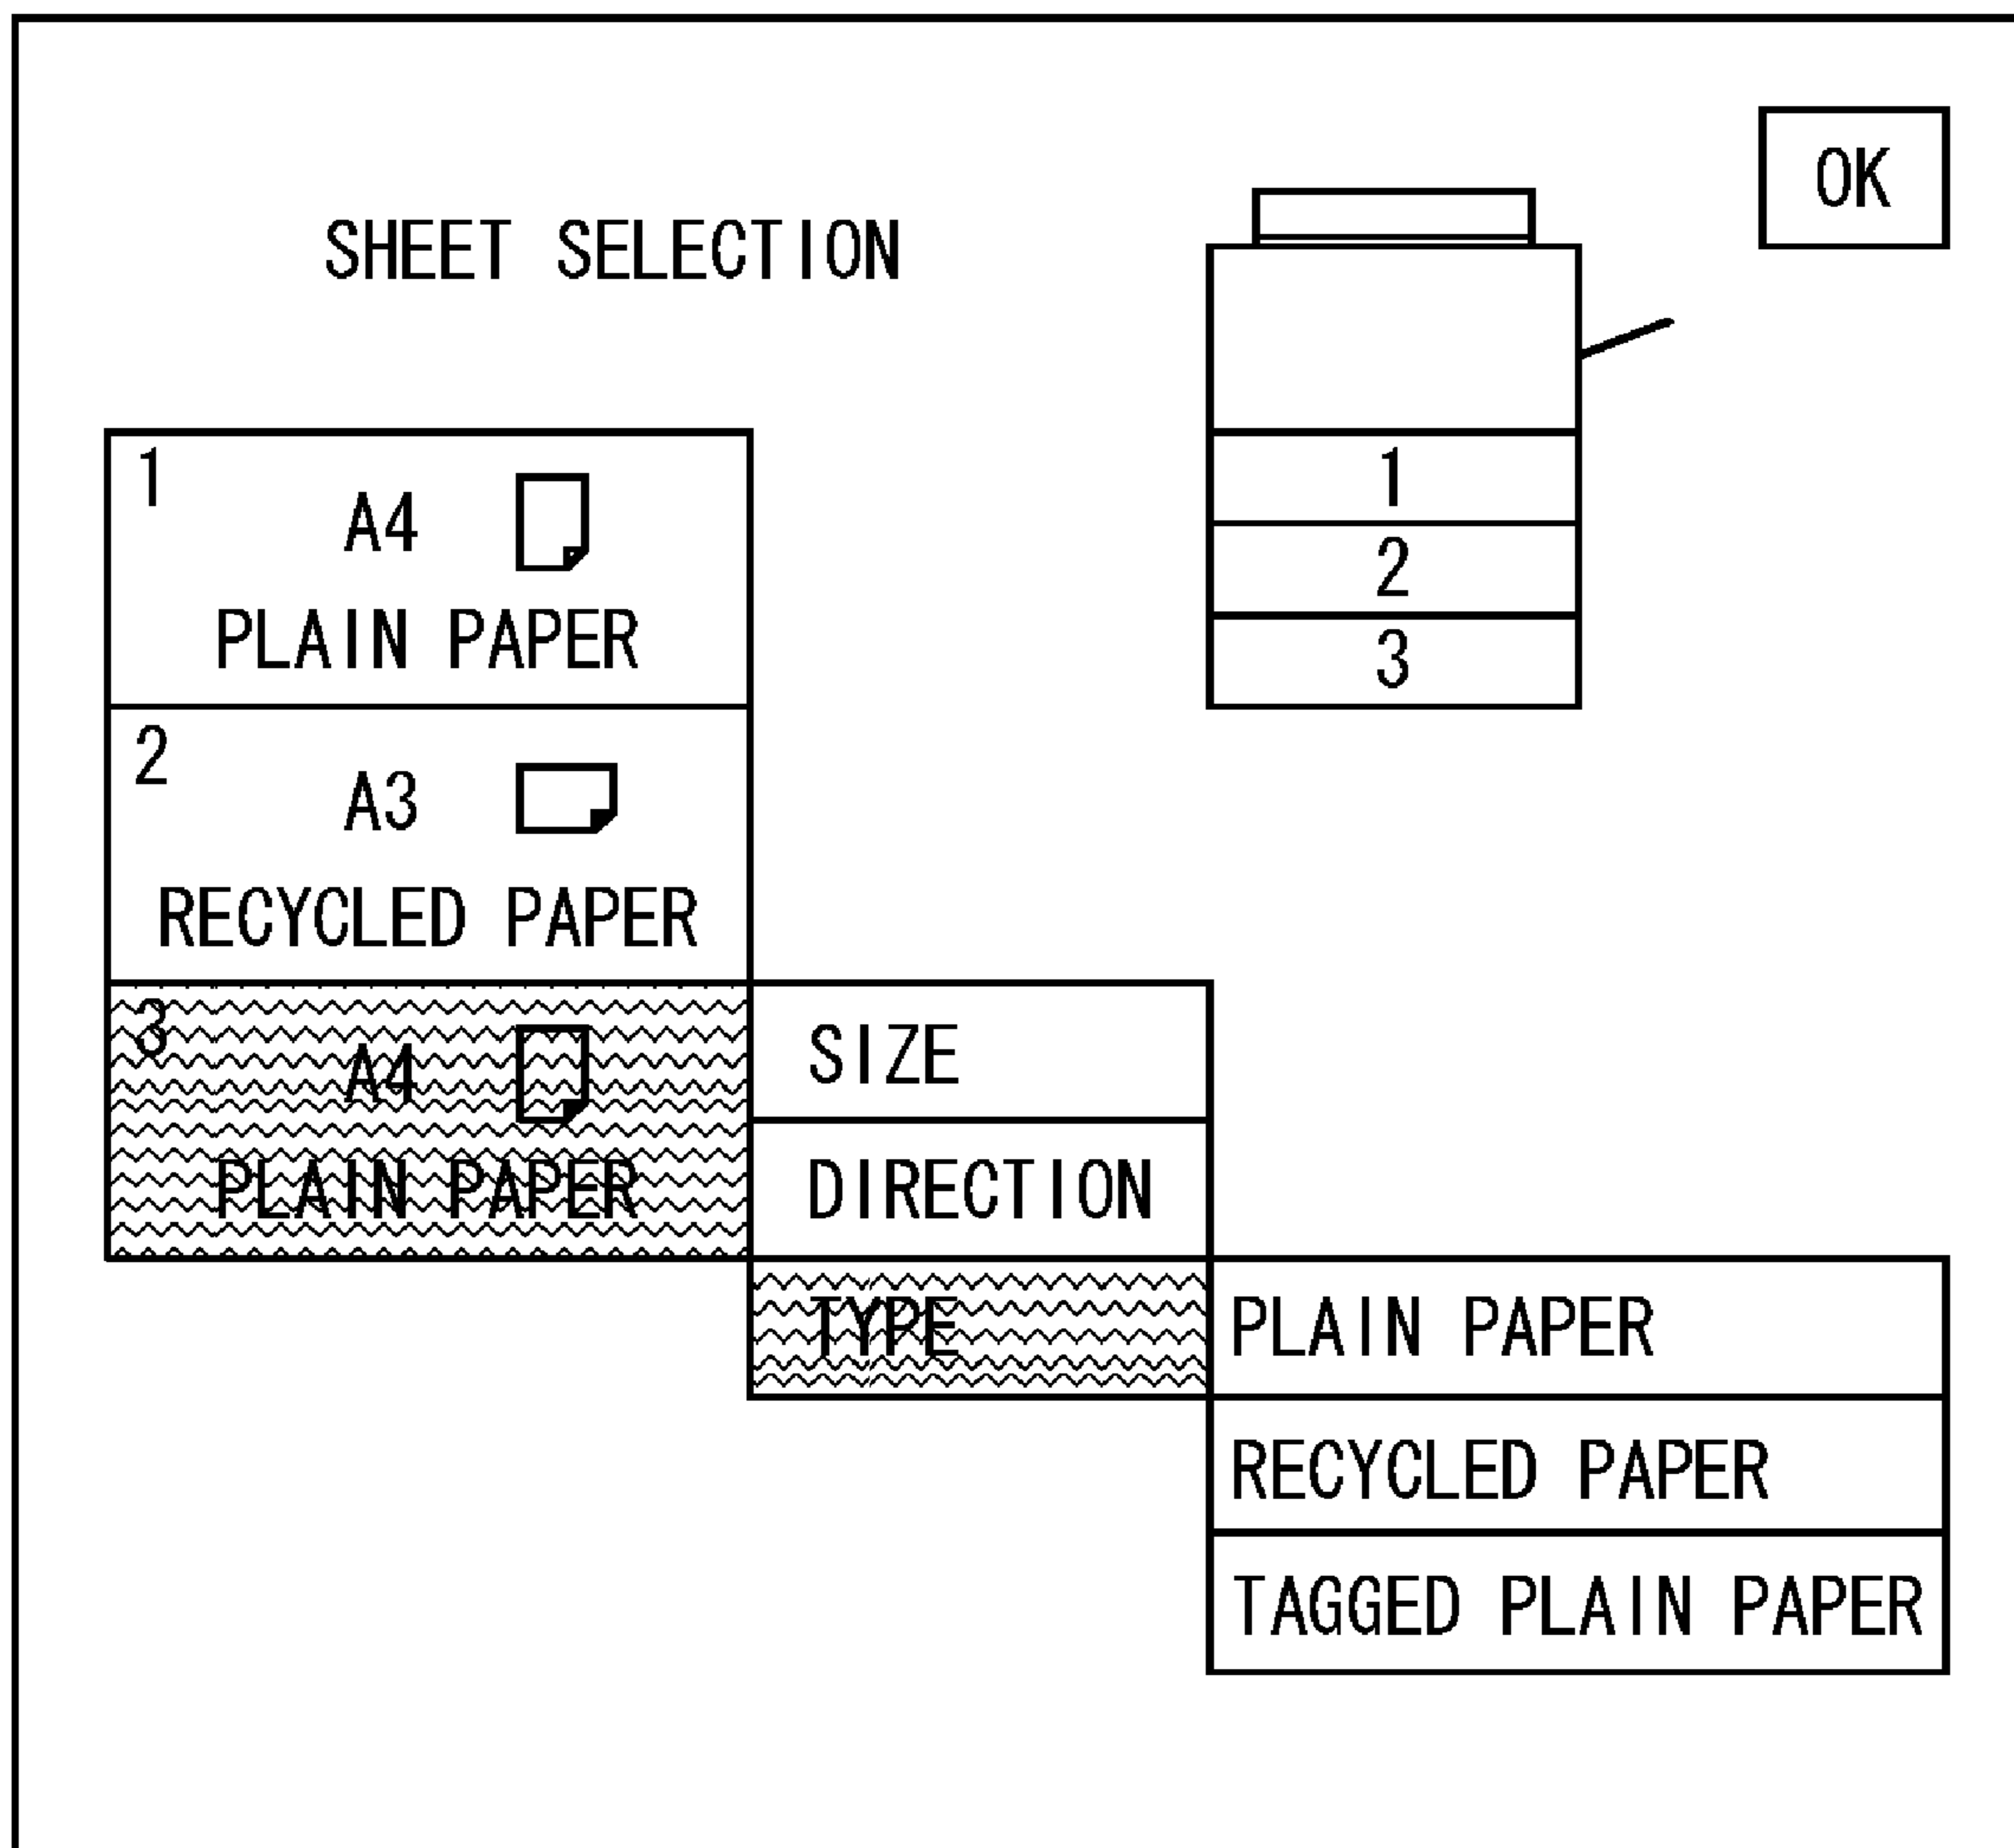 OK
SHEET SELECTION
1
A4
PLAIN PAPER
2
A3
RECYCLED PAPER
3
A4
PLAIN PAPER
1
2
3
SIZE
DIRECTION
TYPE
PLAIN PAPER
RECYCLED PAPER
TAGGED PLAIN PAPER